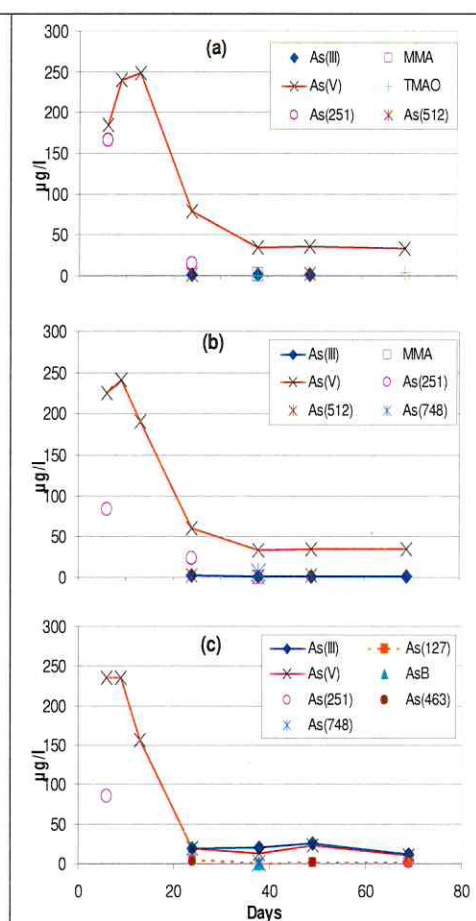 (a)
300
250
200
150
100
50
0
µg/l
As(III)
MMA
As(V)
TMAO
As(251)
As(512)
(b)
300
250
200
150
100
50
0
µg/l
As(III)
MMA
As(V)
As(251)
As(512)
As(748)
(c)
300
250
200
150
100
50
0
µg/l
As(III)
As(127)
As(V)
AsB
As(251)
As(463)
As(748)
0 20 40 60 80
Days